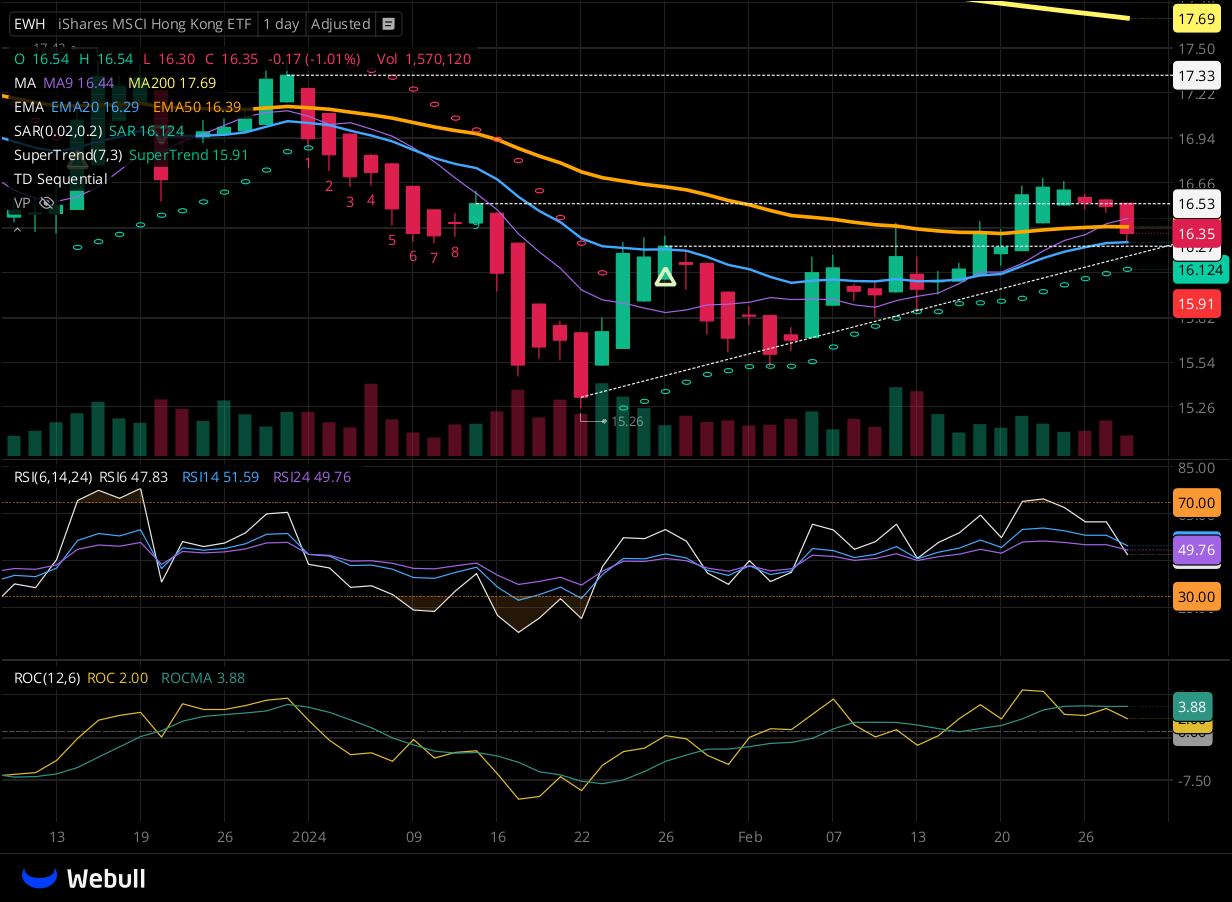 EWH iShares MSCI Hong Kong ETF 1 day Adjusted
17.69
17.50
O 16.54 H 16.54 L 16.30 C 16.35 -0.17 (-1.01%) Vol 1,570,120
17.33
MA MA9 16.44 MA200 17.69
17.22
EMA EMA20 16.29 EMA50 16.39
SAR(0.02,0.2) SAR 16.124
16.94
SuperTrend(7,3) SuperTrend 15.91
1
TD Sequential
16.66
2
VP
3 4
16.53
9
5
16.35
6 7 8
16.27
16.124
15.91
15.82
15.54
15.26
15.26
RSI(6,14,24) RSI6 47.83 RSI14 51.59 RSI24 49.76
85.00
70.00
49.76
30.00
ROC(12,6) ROC 2.00 ROCMA 3.88
3.88
2.00
-7.50
13 19 26 2024 09 16 22 26 Feb 07 13 20 26
Webull